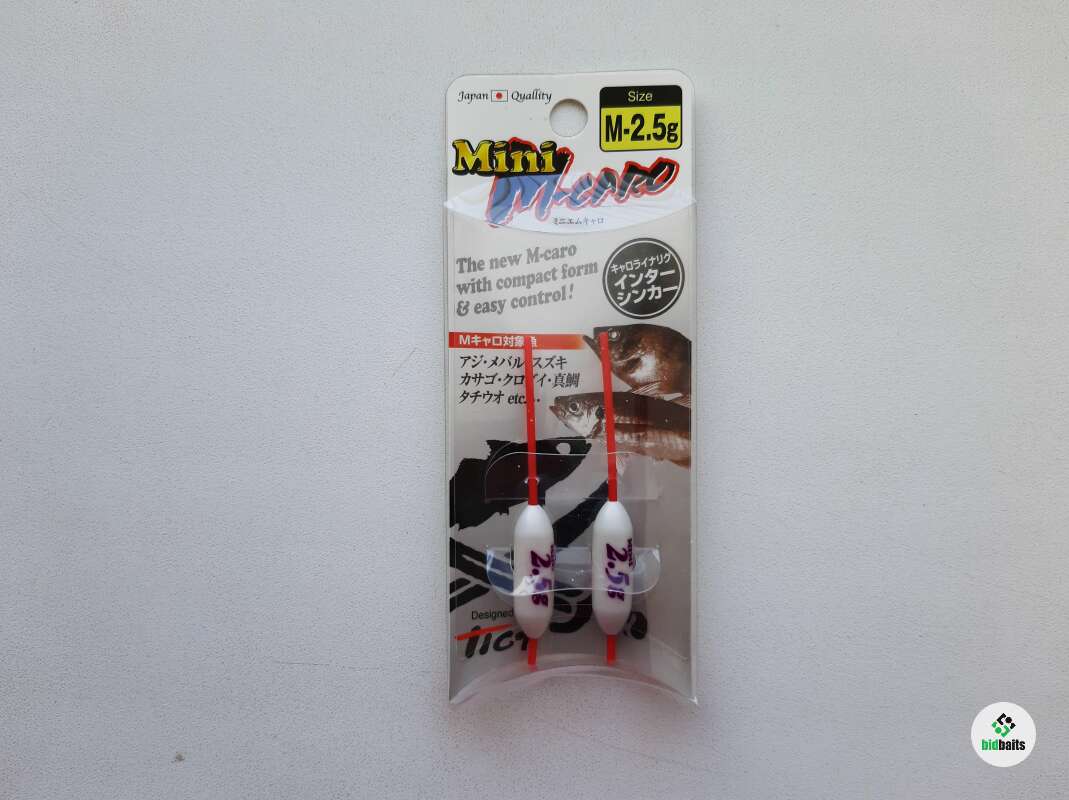 Japan Quallity
Size
M-2.5g
Mini
M-caro
ミニエムキャロ
The new M-caro
with compact form
& easy control!
キャロライナリグ
インター
シンカー
Mキャロ対象魚
アジ・メバル・スズキ
カサゴ・クロダイ・真鯛
タチウオ etc...
2.5g
2.5g
Designed
TICT
bidbaits